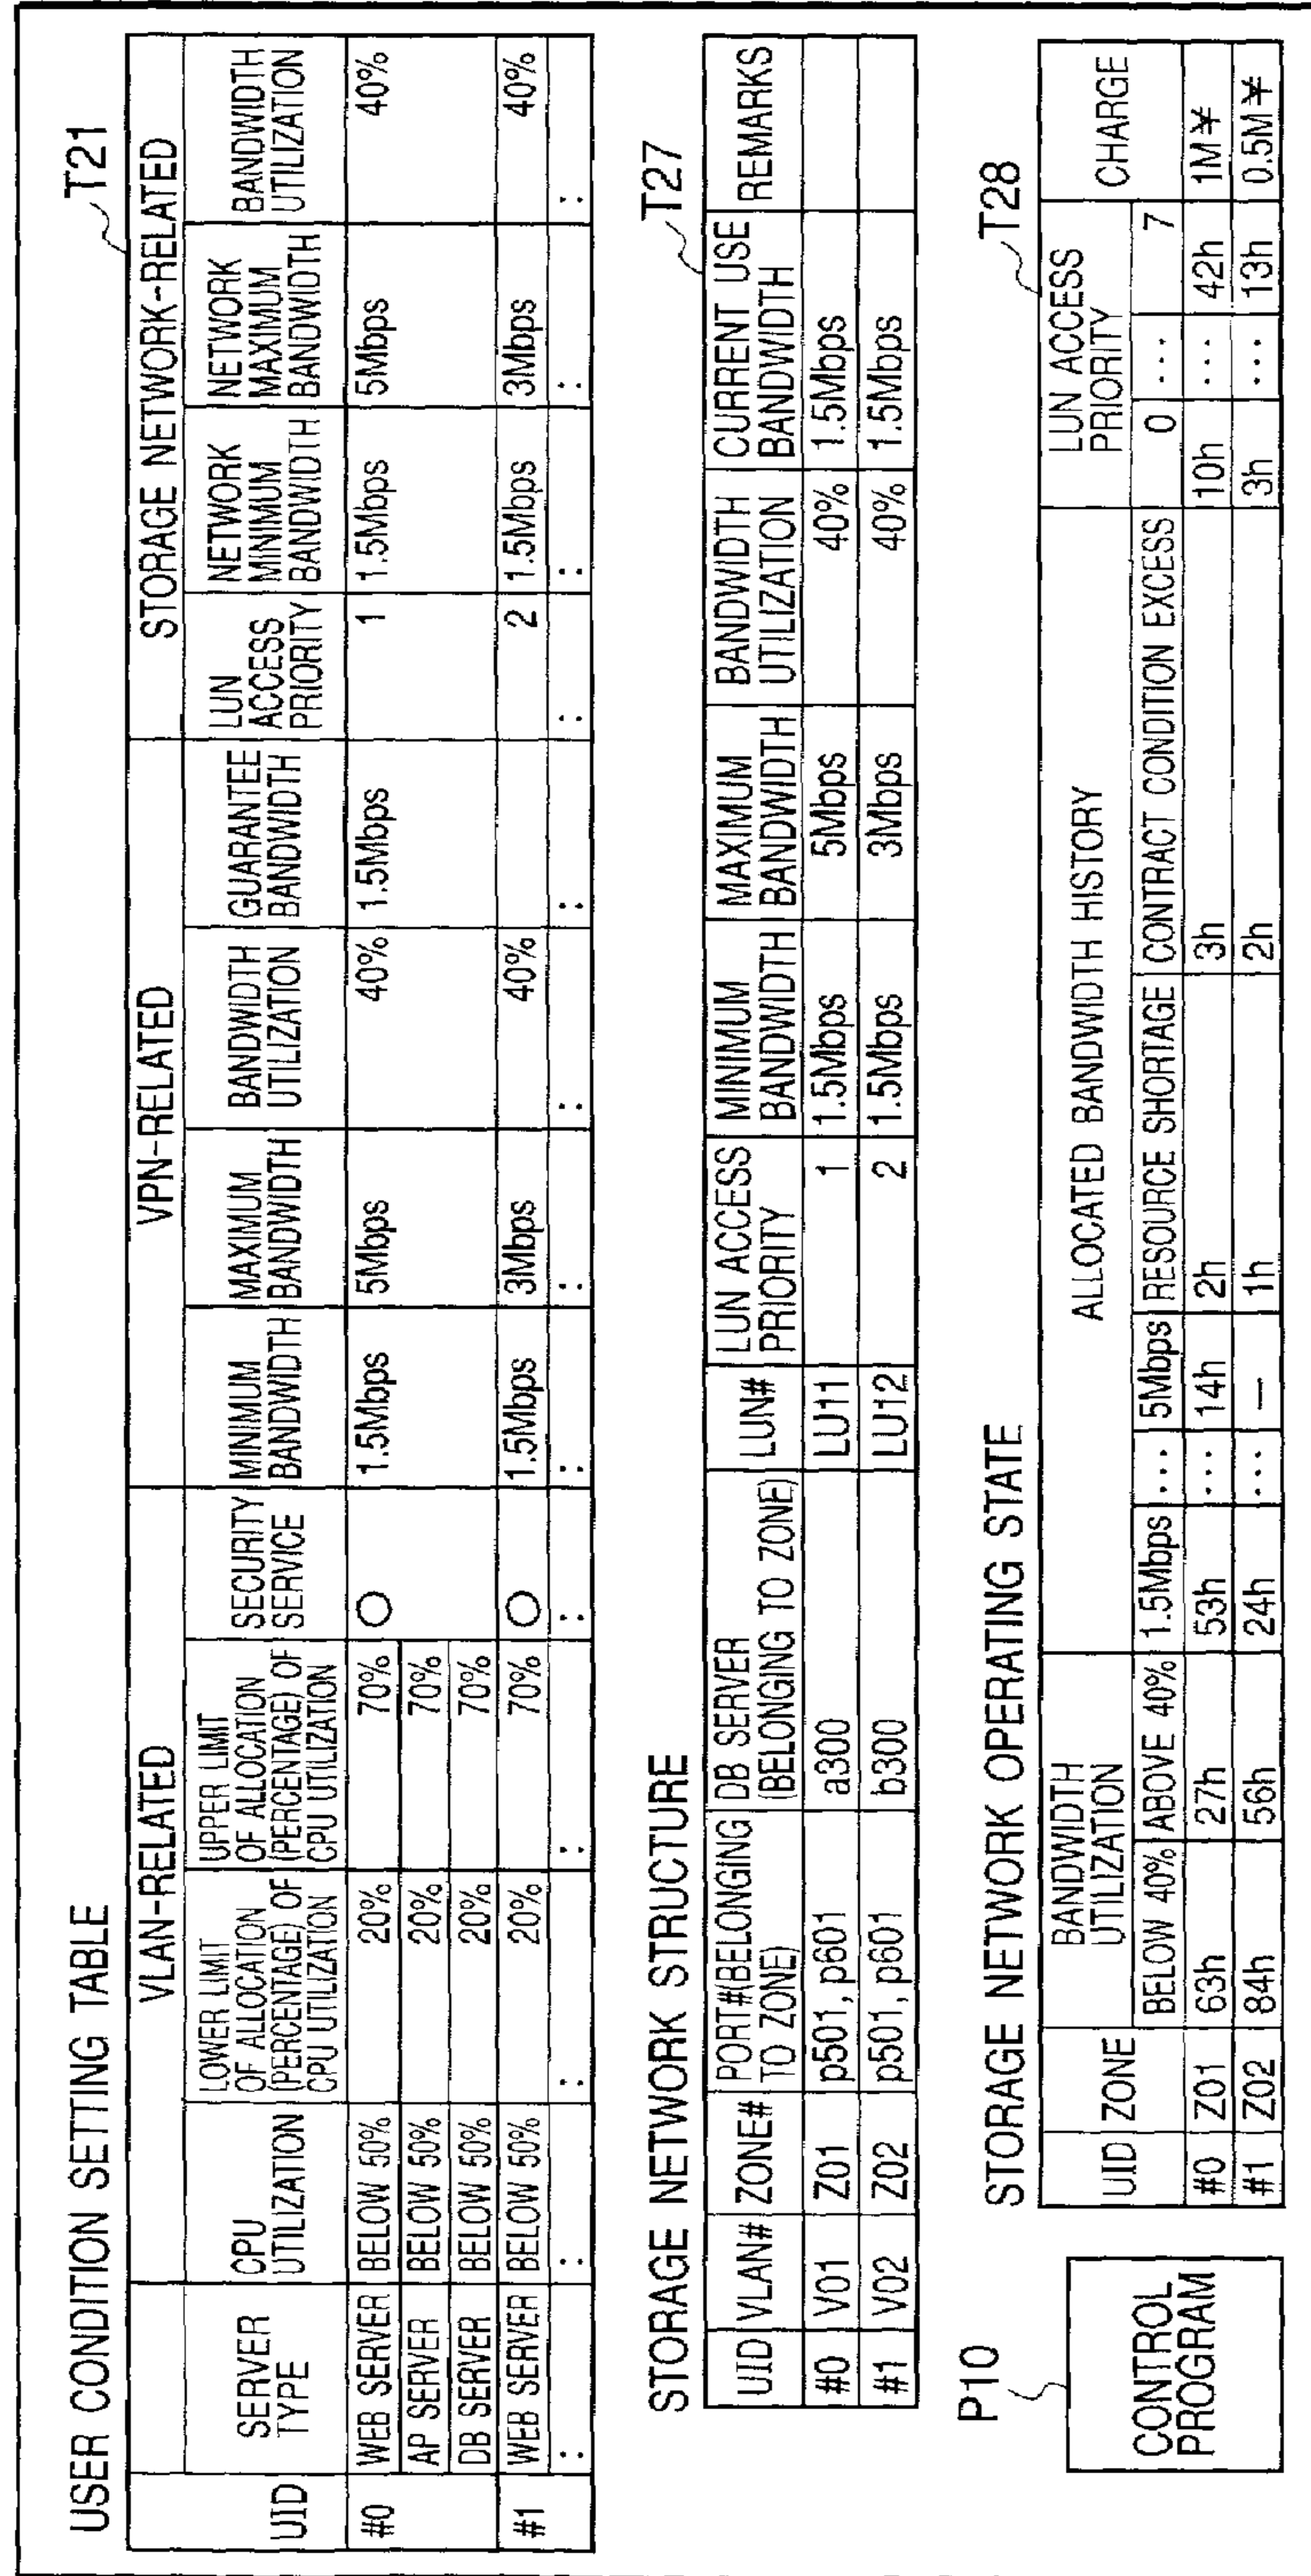 USER CONDITION SETTING TABLE
T21
VLAN-RELATED VPN-RELATED STORAGE NETWORK-RELATED
UID SERVER TYPE CPU UTILIZATION LOWER LIMIT OF ALLOCATION (PERCENTAGE) OF CPU UTILIZATION UPPER LIMIT OF ALLOCATION (PERCENTAGE) OF CPU UTILIZATION SECURITY SERVICE MINIMUM BANDWIDTH MAXIMUM BANDWIDTH BANDWIDTH UTILIZATION GUARANTEE BANDWIDTH LUN ACCESS PRIORITY NETWORK MINIMUM BANDWIDTH NETWORK MAXIMUM BANDWIDTH BANDWIDTH UTILIZATION
#0 WEB SERVER BELOW 50% 20% 70% ○ 1.5Mbps 5Mbps 40% 1.5Mbps 1 1.5Mbps 5Mbps 40%
AP SERVER BELOW 50% 20% 70%
DB SERVER BELOW 50% 20% 70%
#1 WEB SERVER BELOW 50% 20% 70% ○ 1.5Mbps 3Mbps 40% 2 1.5Mbps 3Mbps 40%
: : : : : : : : : : : : :
STORAGE NETWORK STRUCTURE
T27
UID VLAN# ZONE# PORT#(BELONGING TO ZONE) DB SERVER (BELONGING TO ZONE) LUN# LUN ACCESS PRIORITY MINIMUM BANDWIDTH MAXIMUM BANDWIDTH BANDWIDTH UTILIZATION CURRENT USE BANDWIDTH REMARKS
#0 V01 Z01 p501, p601 a300 LU11 1 1.5Mbps 5Mbps 40% 1.5Mbps
#1 V02 Z02 p501, p601 b300 LU12 2 1.5Mbps 3Mbps 40% 1.5Mbps
P10
CONTROL
PROGRAM
STORAGE NETWORK OPERATING STATE
T28
UID ZONE BANDWIDTH UTILIZATION ALLOCATED BANDWIDTH HISTORY LUN ACCESS PRIORITY CHARGE
BELOW 40% ABOVE 40% 1.5Mbps ... 5Mbps RESOURCE SHORTAGE CONTRACT CONDITION EXCESS 0 ... 7
#0 Z01 63h 27h 53h ... 14h 2h 3h 10h ... 42h 1M¥
#1 Z02 84h 56h 24h ... — 1h 2h 3h ... 13h 0.5M¥